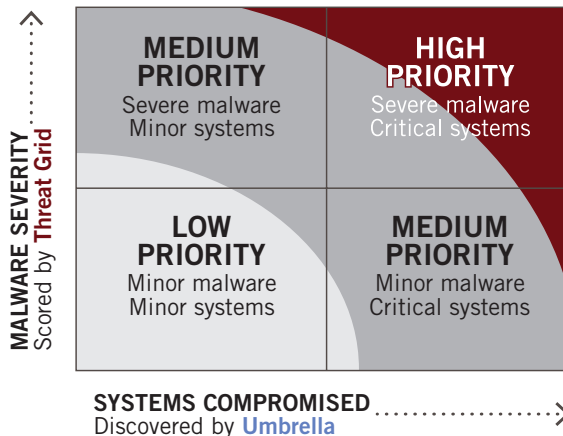 MALWARE SEVERITY
Scored by Threat Grid
MEDIUM
PRIORITY
Severe malware
Minor systems
HIGH
PRIORITY
Severe malware
Critical systems
LOW
PRIORITY
Minor malware
Minor systems
MEDIUM
PRIORITY
Minor malware
Critical systems
SYSTEMS COMPROMISED
Discovered by Umbrella